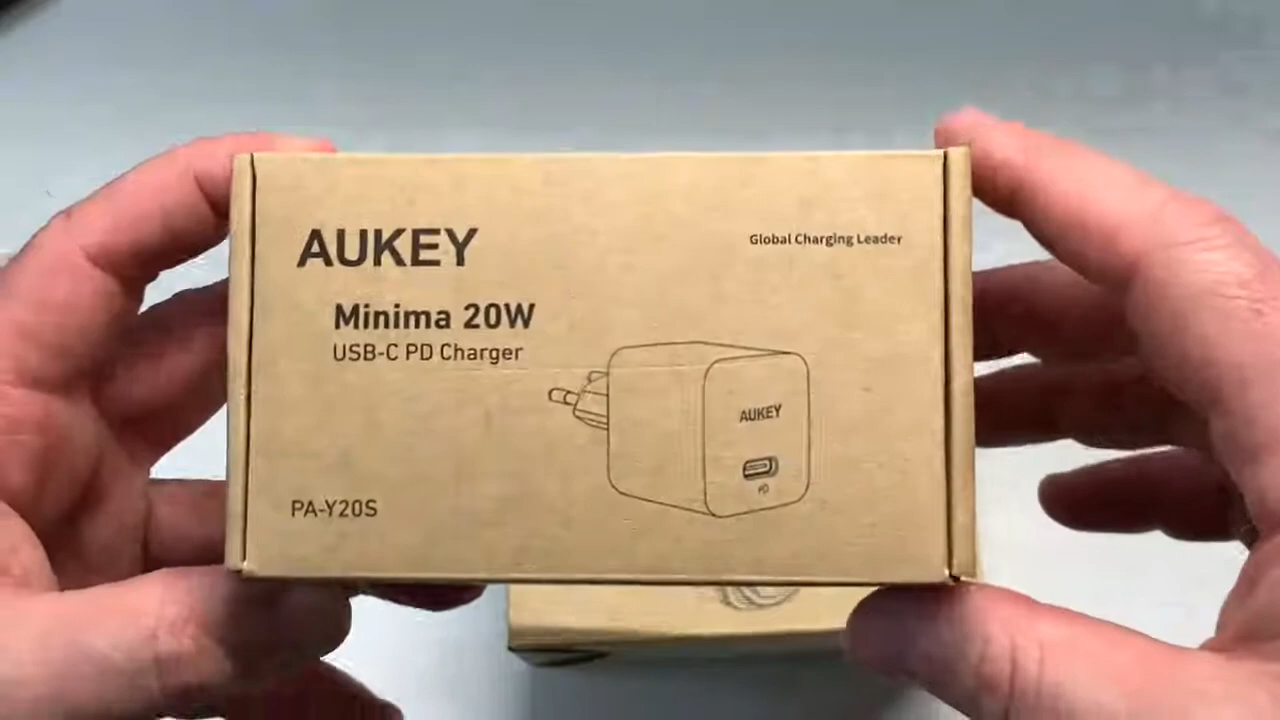 AUKEY
Global Charging Leader
Minima 20W
USB-C PD Charger
AUKEY
PD
PA-Y20S